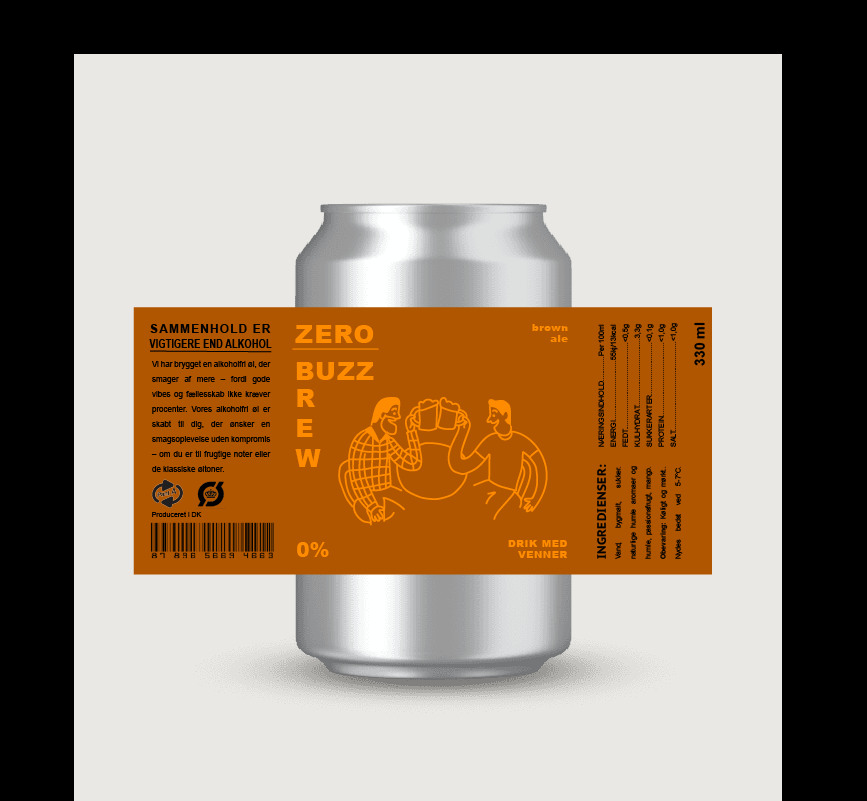 SAMMENHOLD ER
VIGTIGERE END ALKOHOL
Vi har brygget en alkoholfri øl, der
smager af mere – fordi gode
vibes og fællesskab ikke kræver
procenter. Vores alkoholfri øl er
skabt til dig, der ønsker en
smagsoplevelse uden kompromis
– om du er til frugtige noter eller
de klassiske øltoner.
Produceret i DK
ZERO
BUZZ
R
E
W
0%
brown
ale
DRIK MED
VENNER
INGREDIENSER:
Vand, bygmalt, sukker.
naturlige humle aromaer og
humle, passionsfrugt, mango.
Obevaring: Køligt og mørkt.
Nydes bedst ved 5-7°C.
NÆRINGSINDHOLD..........Per 100ml
ENERGI..........55kj/13kcal
FEDT..........<0,5g
KULHYDRAT..........3,3g
SUKKERARTER..........<0,1g
PROTEIN..........<1,0g
SALT..........<1,0g
330 ml